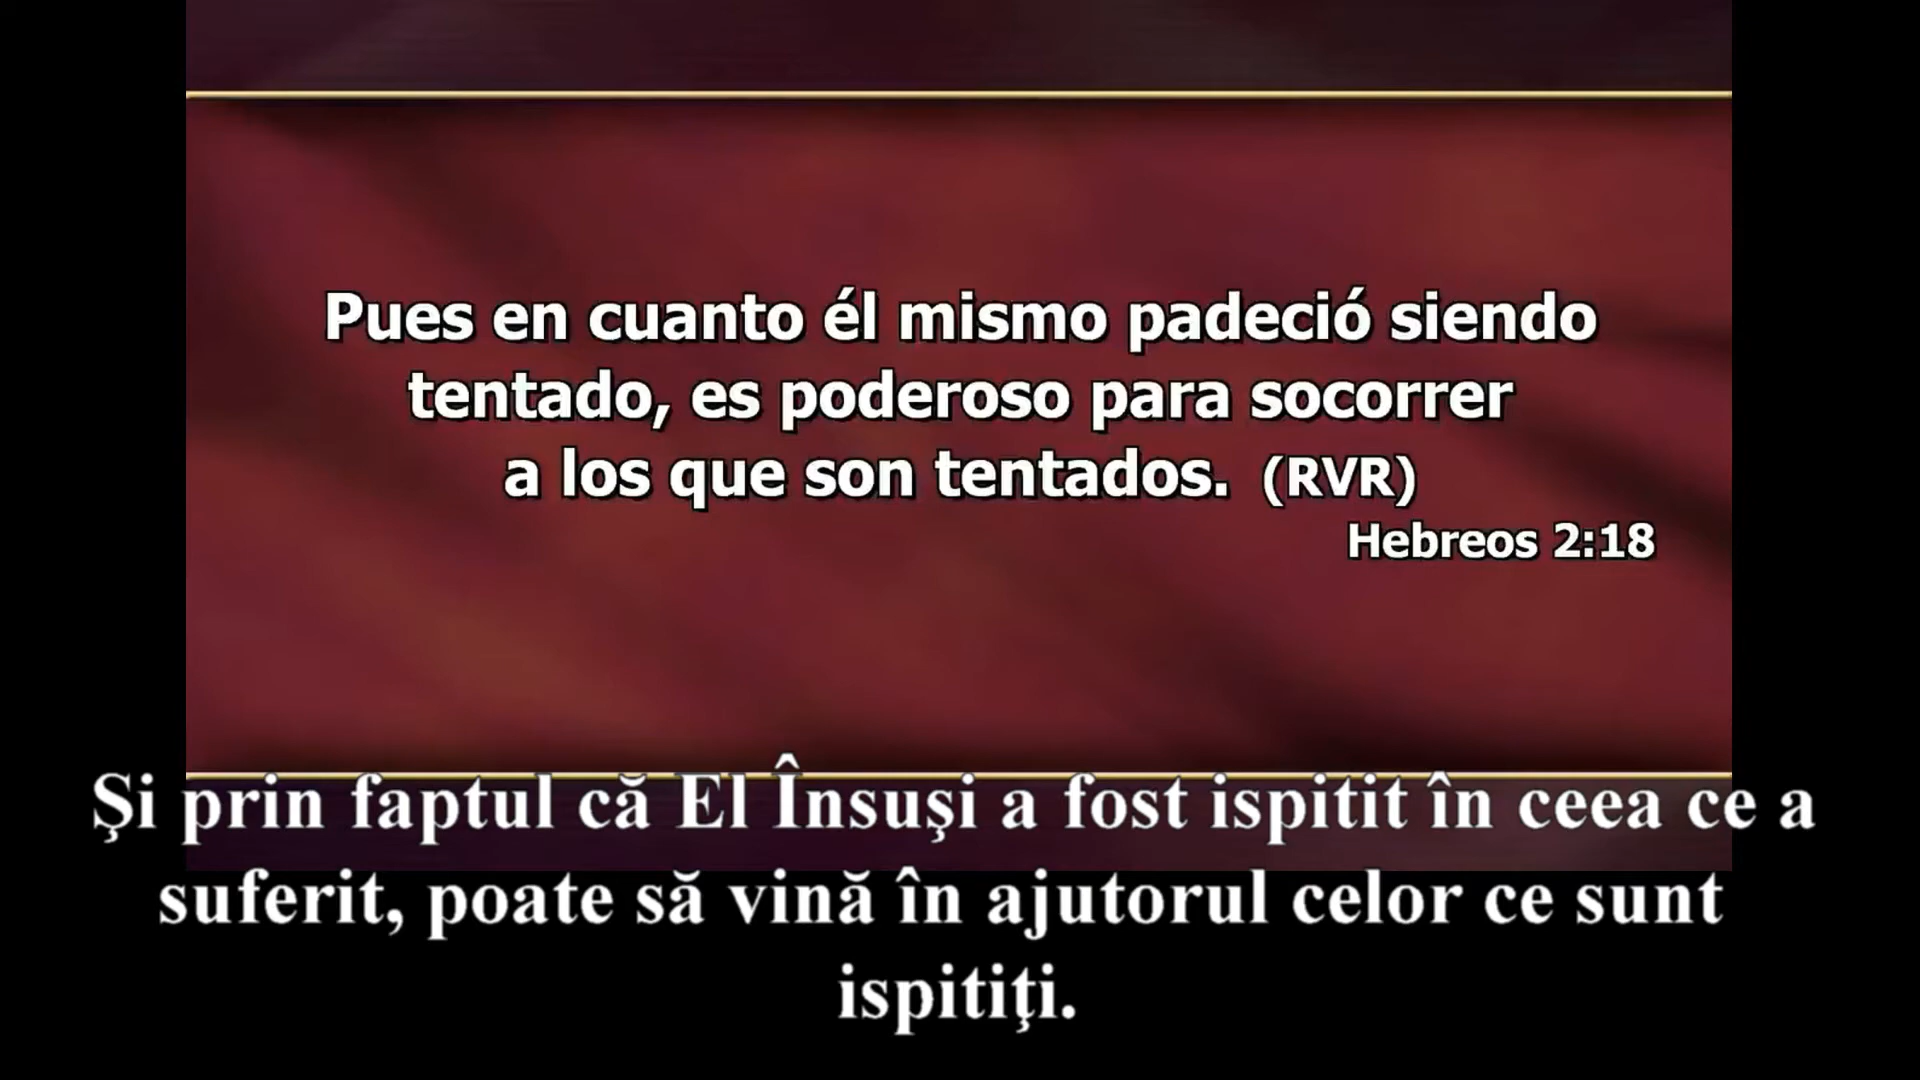 Pues en cuanto él mismo padeció siendo
tentado, es poderoso para socorrer
a los que son tentados. (RVR)
Hebreos 2:18
Şi prin faptul că El Însuşi a fost ispitit în ceea ce a
suferit, poate să vină în ajutorul celor ce sunt
ispitiţi.